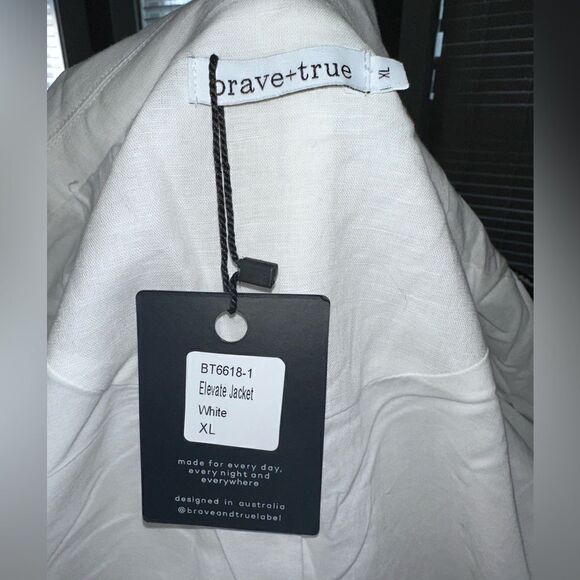 brave+true
XL
BT6618-1
Elevate Jacket
White
XL
made for every day,
every night and
everywhere
designed in australia
@braveandtruelabel